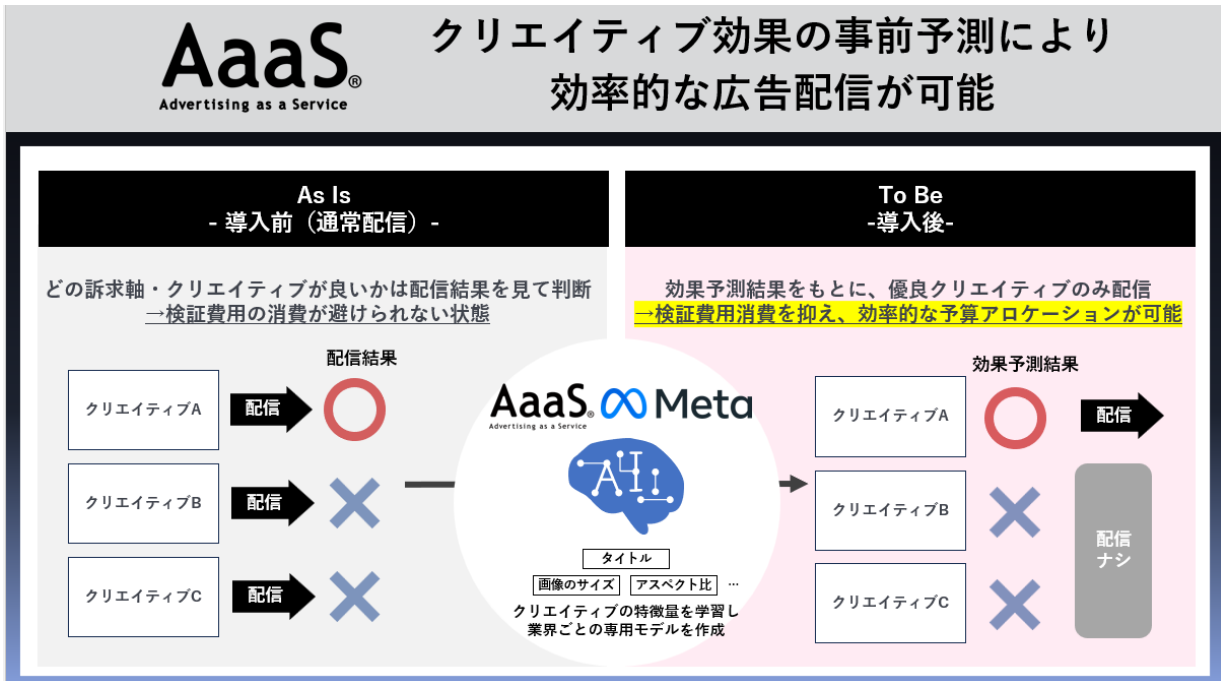 AaaS®
Advertising as a Service
クリエイティブ効果の事前予測により
効率的な広告配信が可能
As Is
- 導入前（通常配信）-
どの訴求軸・クリエイティブが良いかは配信結果を見て判断
→検証費用の消費が避けられない状態
配信結果
クリエイティブA
配信
クリエイティブB
配信
クリエイティブC
配信
AaaS® Meta
Advertising as a Service
AI
タイトル
画像のサイズ アスペクト比 …
クリエイティブの特徴量を学習し
業界ごとの専用モデルを作成
To Be
-導入後-
効果予測結果をもとに、優良クリエイティブのみ配信
→検証費用消費を抑え、効率的な予算アロケーションが可能
効果予測結果
クリエイティブA
配信
クリエイティブB
クリエイティブC
配信
ナシ